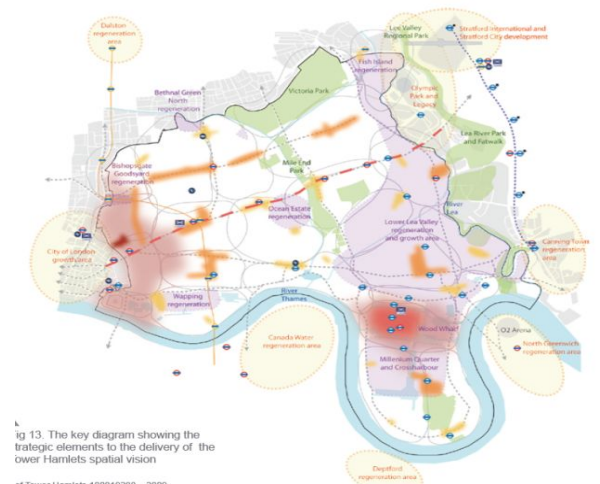 Dalston
regeneration
area
Lee Valley
Regional Park
Stratford International and
Stratford City development
Fish Island
regeneration
Bethnal Green
North
regeneration
Victoria Park
Olympic
Park and
Legacy
Lea River Park
and Fatwalk
Bishopsgate
Goodsyard
regeneration
Mile End
Park
Ocean Estate
regeneration
River
Lea
Lower Lea Valley
regeneration
and growth area
City of London
growth area
Canning Town
regeneration
area
Wapping
regeneration
River
Thames
Canada Water
regeneration area
Wood Wharf
O2 Arena
North Greenwich
regeneration area
Millennium Quarter
and Crossharbour
Deptford
regeneration area
ig 13. The key diagram showing the
trategic elements to the delivery of the
ower Hamlets spatial vision